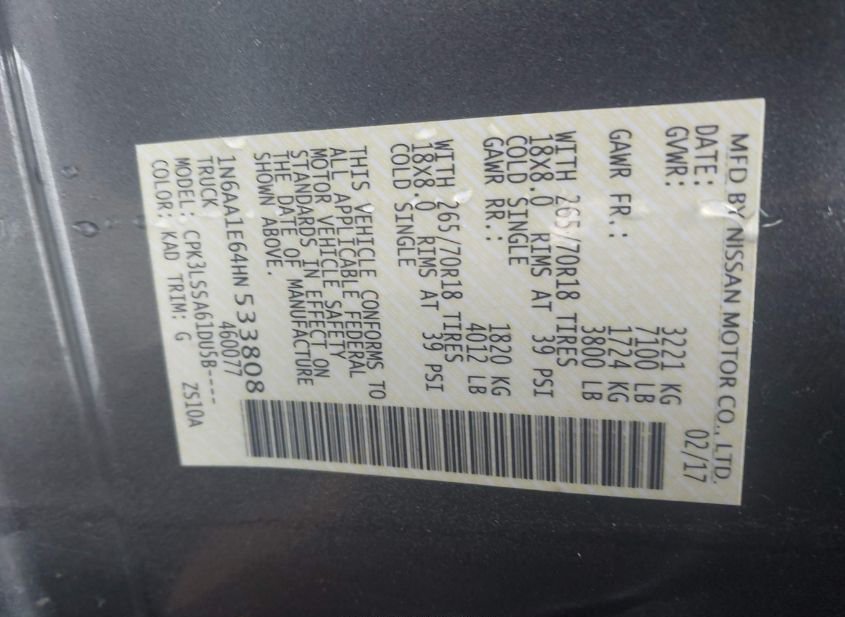 MFD BY NISSAN MOTOR CO., LTD.
DATE: 02/17
GVWR: 3221 KG
7100 LB
GAWR FR.: 1724 KG
3800 LB
WITH 265/70R18 TIRES
18X8.0 RIMS AT 39 PSI
COLD SINGLE
GAWR RR.: 1820 KG
4012 LB
WITH 265/70R18 TIRES
18X8.0 RIMS AT 39 PSI
COLD SINGLE
THIS VEHICLE CONFORMS TO
ALL APPLICABLE FEDERAL
MOTOR VEHICLE SAFETY
STANDARDS IN EFFECT ON
THE DATE OF MANUFACTURE
SHOWN ABOVE.
1N6AA1E64HN533808
TRUCK 460077
MODEL: CPK3LSSA61DU5B----
COLOR: KAD TRIM: G ZS10A